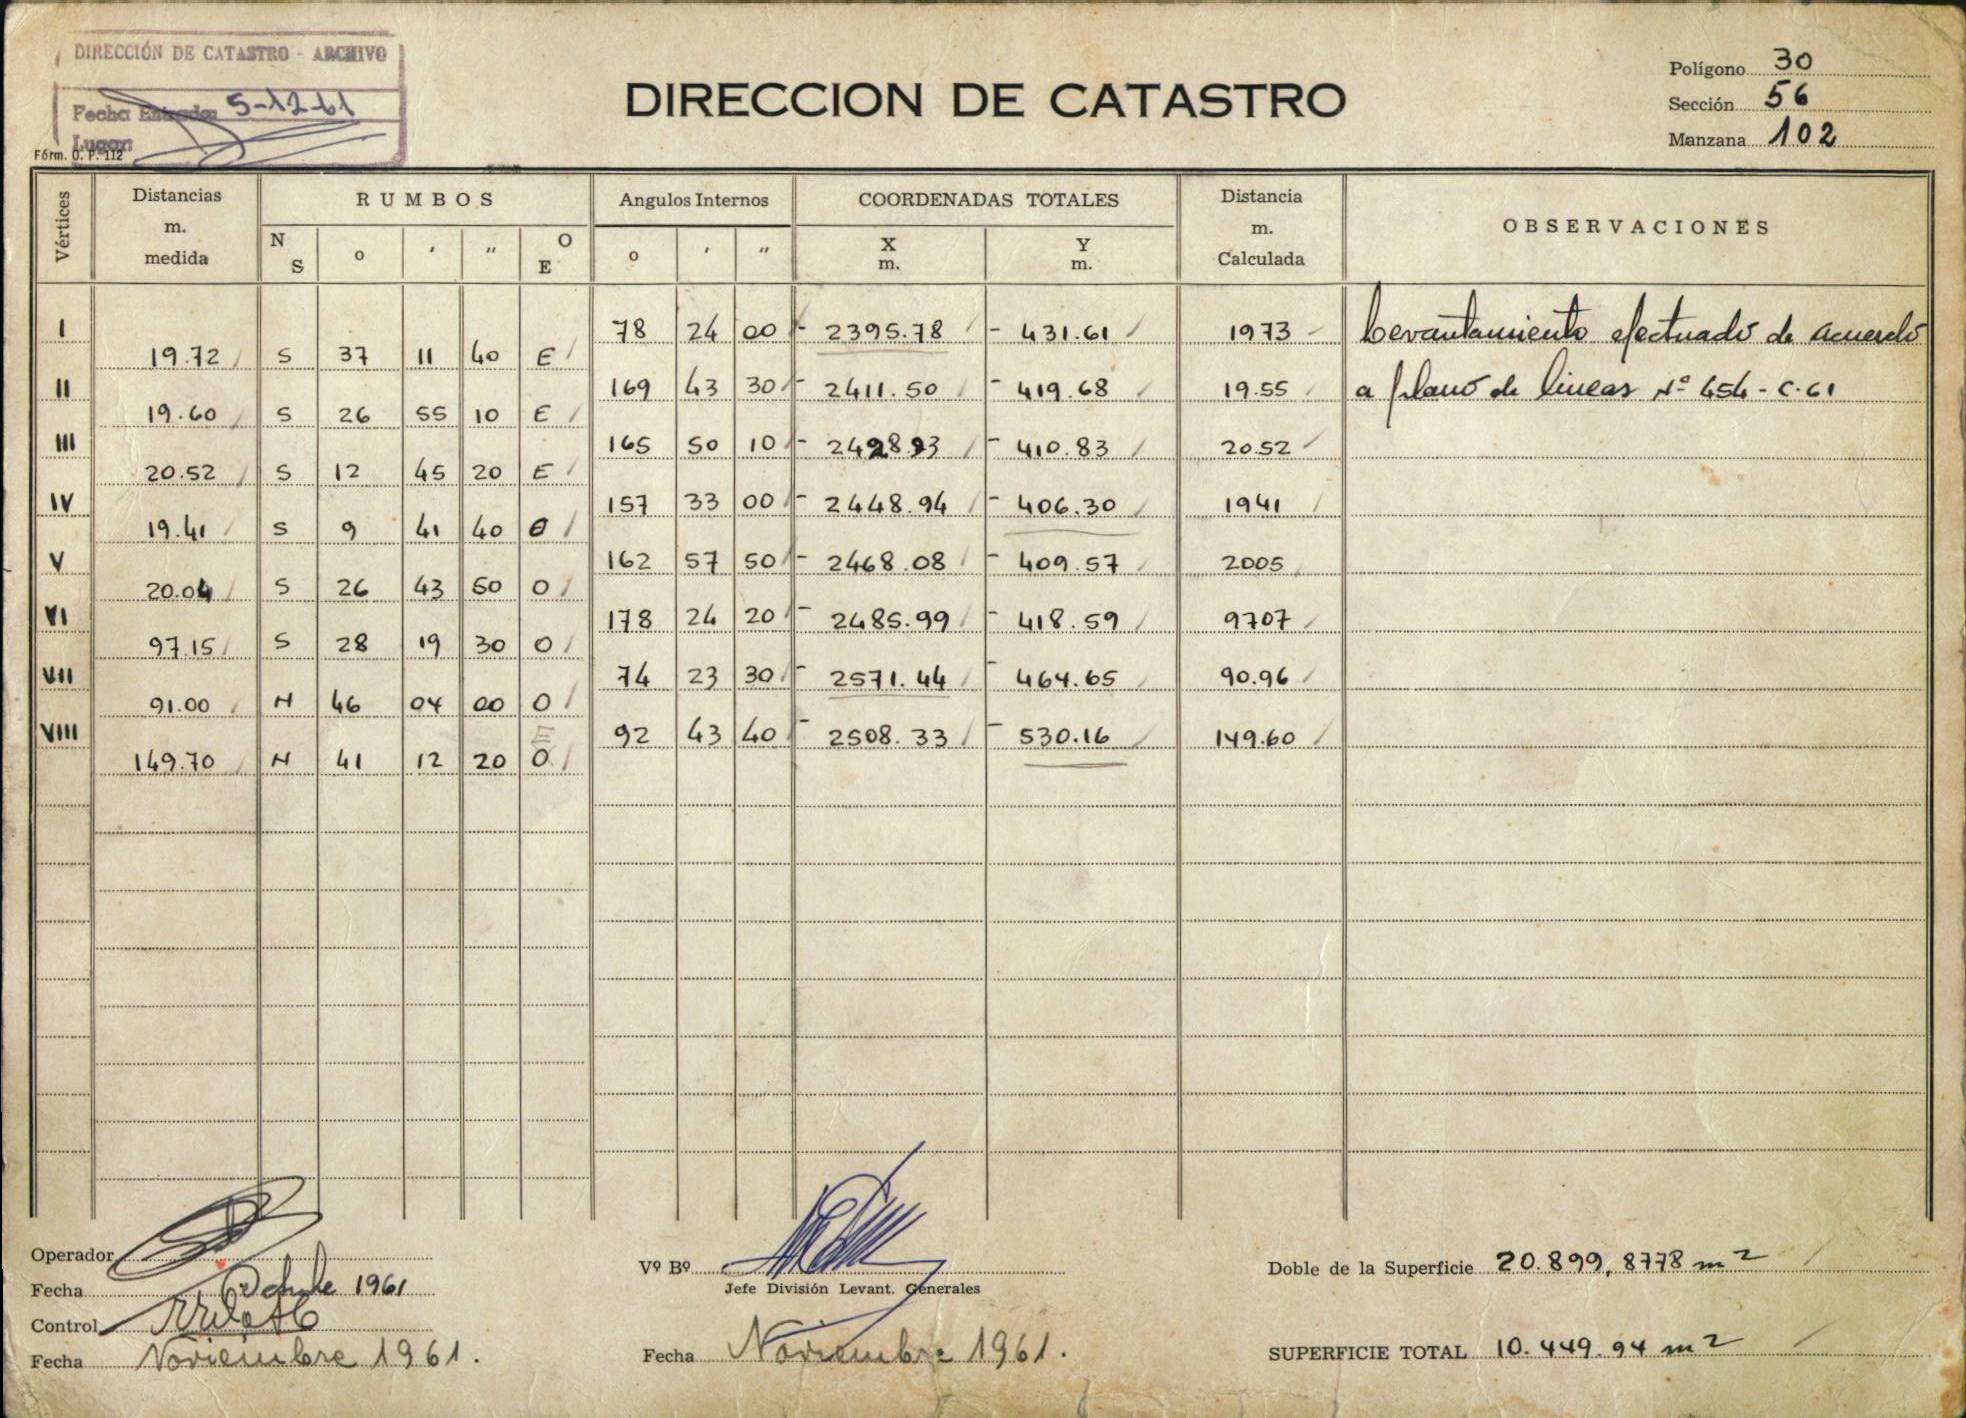 DIRECCIÓN DE CATASTRO - ARCHIVO
Fecha Entrada: 5-12-61
Lugar:
Fórm. O. P. 112
DIRECCION DE CATASTRO
Polígono 30
Sección 56
Manzana 102
Vértices Distancias m. medida RUMBOS Angulos Internos COORDENADAS TOTALES Distancia m. Calculada OBSERVACIONES
N S o ′ ″ O E o ′ ″ X m. Y m.
I 78 24 00 - 2395.78 - 431.61 1973 Levantamiento efectuado de acuerdo
19.72 S 37 11 40 E
II 169 43 30 - 2411.50 - 419.68 19.55 a plano de lineas Nº 454 - C.61
19.60 S 26 55 10 E
III 165 50 10 - 2428.93 - 410.83 20.52
20.52 S 12 45 20 E
IV 157 33 00 - 2448.94 - 406.30 1941
19.41 S 9 41 40 O
V 162 57 50 - 2468.08 - 409.57 2005
20.04 S 26 43 50 O
VI 178 24 20 - 2485.99 - 418.59 9707
97.15 S 28 19 30 O
VII 74 23 30 - 2571.44 - 464.65 90.96
91.00 N 46 04 00 O
VIII 92 43 40 - 2508.33 - 530.16 149.60
E
149.70 N 41 12 20 O
Operador
Fecha Octubre 1961
Control
Fecha Noviembre 1961.
Vº Bº
Jefe División Levant. Generales
Fecha Noviembre 1961.
Doble de la Superficie 20.899,8778 m2
SUPERFICIE TOTAL 10.449.94 m2